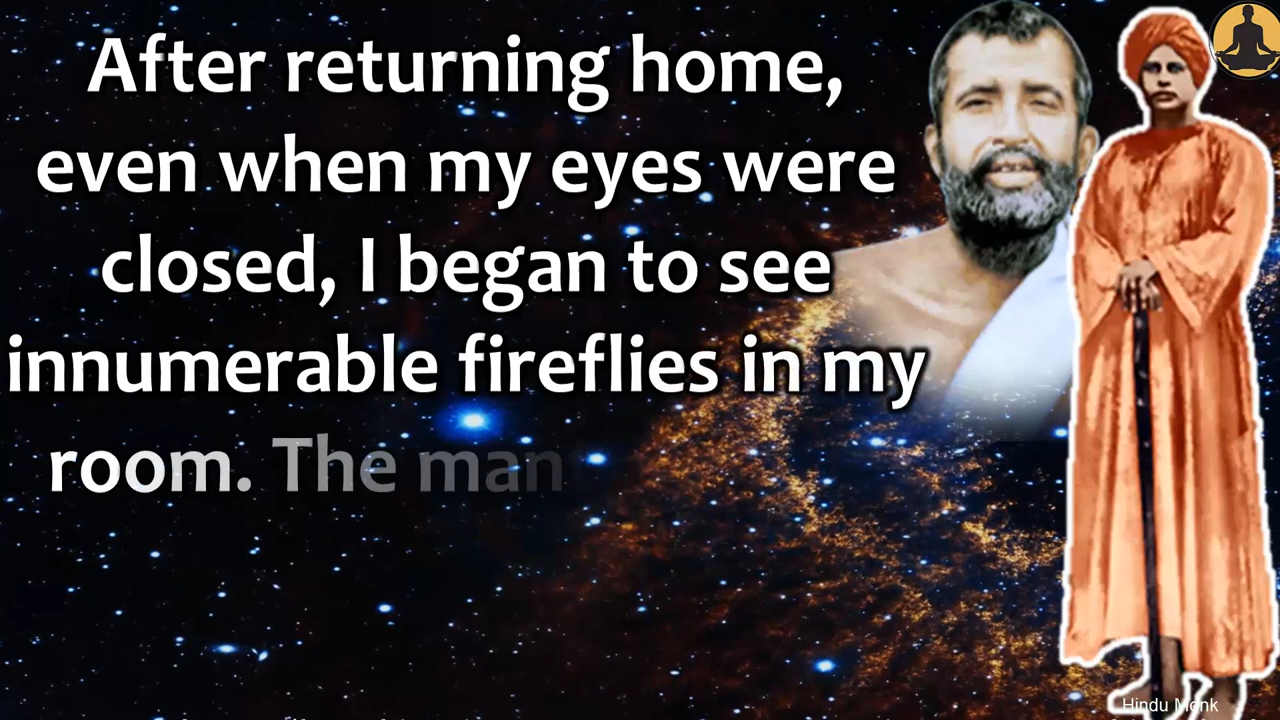 After returning home,
even when my eyes were
closed, I began to see
innumerable fireflies in my
room. The man
Hindu Monk